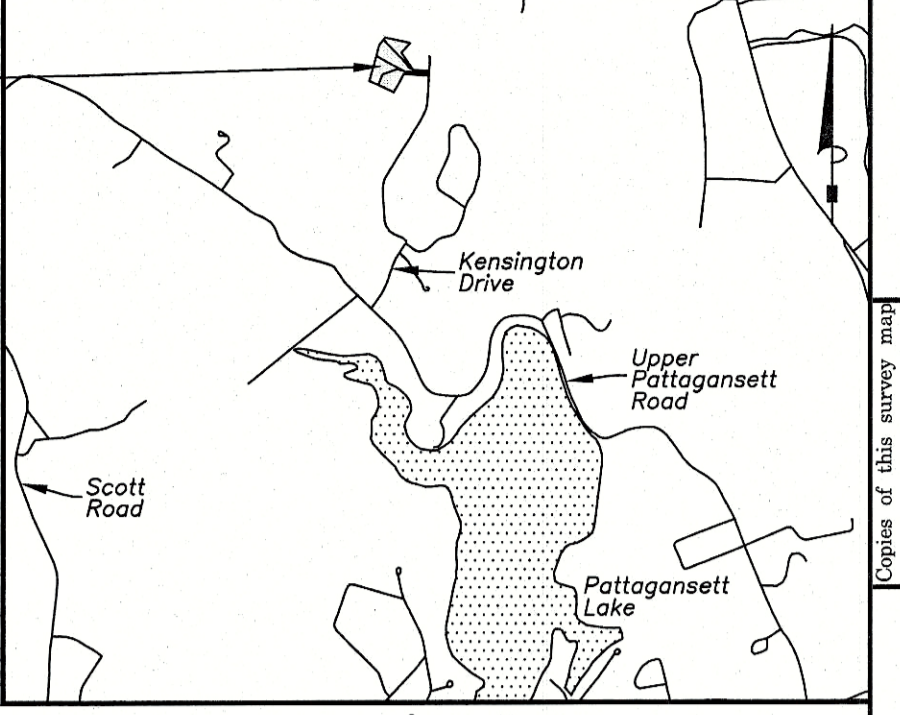 Kensington
Drive
Upper
Pattagansett
Road
Scott
Road
Pattagansett
Lake
Copies of this survey map